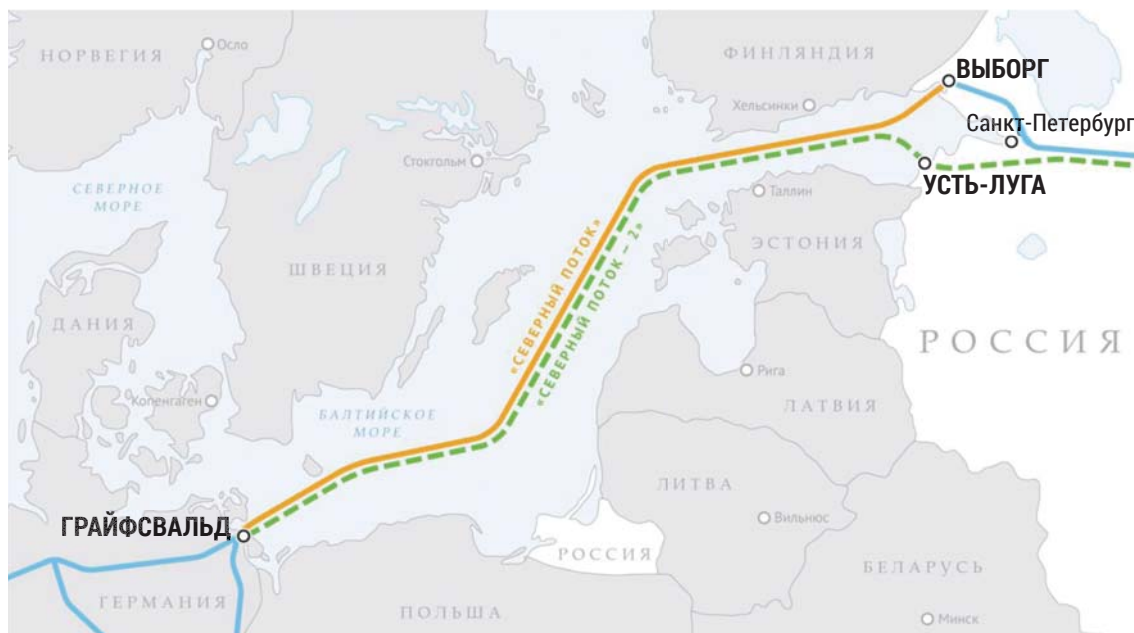 НОРВЕГИЯ
Осло
ФИНЛЯНДИЯ
ВЫБОРГ
Хельсинки
Санкт-Петербург
Стокгольм
УСТЬ-ЛУГА
СЕВЕРНОЕ
МОРЕ
Таллин
ЭСТОНИЯ
ШВЕЦИЯ
«СЕВЕРНЫЙ ПОТОК»
«СЕВЕРНЫЙ ПОТОК – 2»
ДАНИЯ
РОССИЯ
Рига
Копенгаген
БАЛТИЙСКОЕ
МОРЕ
ЛАТВИЯ
ЛИТВА
ГРАЙФСВАЛЬД
Вильнюс
РОССИЯ
БЕЛАРУСЬ
ГЕРМАНИЯ
ПОЛЬША
Минск